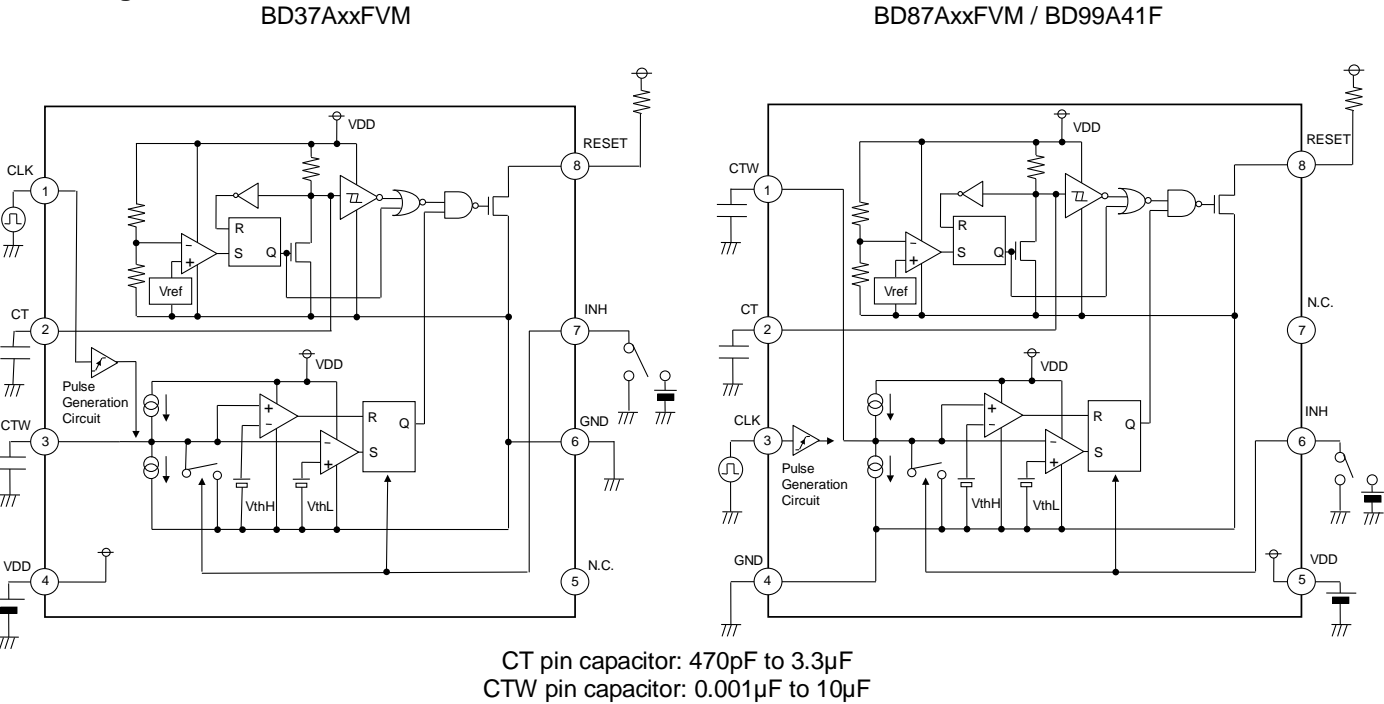 BD37AxxFVM
BD87AxxFVM / BD99A41F
VDD
RESET
8
CLK
1
R
S
Q
−
+
Vref
CT
2
INH
7
VDD
Pulse
Generation
Circuit
+
−
R
Q
−
+
S
CTW
3
GND
6
VthH
VthL
VDD
4
N.C.
5
VDD
RESET
8
CTW
1
R
S
Q
−
+
Vref
N.C.
7
CT
2
VDD
CLK
3
Pulse
Generation
Circuit
+
−
R
Q
−
+
S
INH
6
VthH
VthL
GND
4
VDD
5
CT pin capacitor: 470pF to 3.3µF
CTW pin capacitor: 0.001µF to 10µF